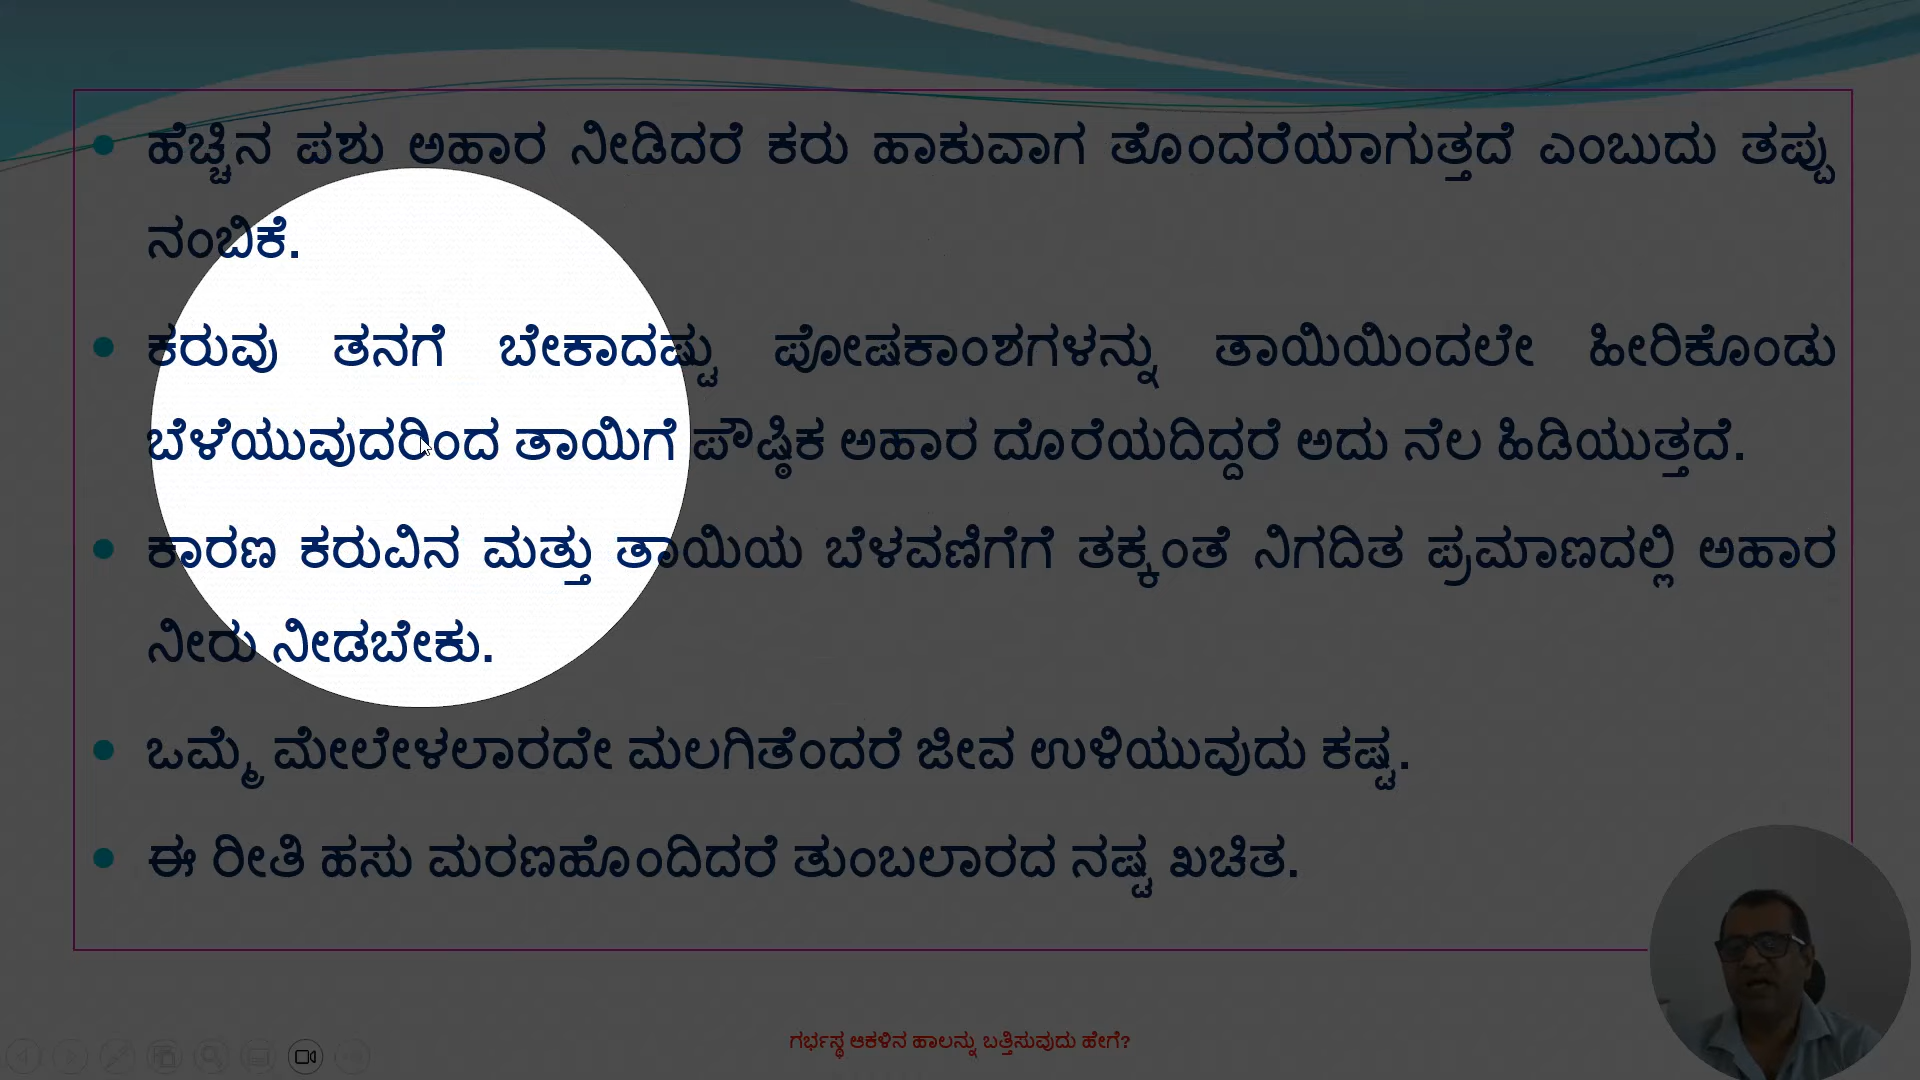 ಹೆಚ್ಚಿನ ಪಶು ಅಹಾರ ನೀಡಿದರೆ ಕರು ಹಾಕುವಾಗ ತೊಂದರೆಯಾಗುತ್ತದೆ ಎಂಬುದು ತಪ್ಪು
ನಂಬಿಕೆ.
ಕರುವು ತನಗೆ ಬೇಕಾದಷ್ಟು ಪೋಷಕಾಂಶಗಳನ್ನು ತಾಯಿಯಿಂದಲೇ ಹೀರಿಕೊಂಡು
ಬೆಳೆಯುವುದರಿಂದ ತಾಯಿಗೆ ಪೌಷ್ಠಿಕ ಅಹಾರ ದೊರೆಯದಿದ್ದರೆ ಅದು ನೆಲ ಹಿಡಿಯುತ್ತದೆ.
ಕಾರಣ ಕರುವಿನ ಮತ್ತು ತಾಯಿಯ ಬೆಳವಣಿಗೆಗೆ ತಕ್ಕಂತೆ ನಿಗದಿತ ಪ್ರಮಾಣದಲ್ಲಿ ಅಹಾರ
ನೀರು ನೀಡಬೇಕು.
ಒಮ್ಮೆ ಮೇಲೇಳಲಾರದೇ ಮಲಗಿತೆಂದರೆ ಜೀವ ಉಳಿಯುವುದು ಕಷ್ಟ.
ಈ ರೀತಿ ಹಸು ಮರಣಹೊಂದಿದರೆ ತುಂಬಲಾರದ ನಷ್ಟ ಖಚಿತ.
ಗರ್ಭಸ್ಥ ಆಕಳಿನ ಹಾಲನ್ನು ಬತ್ತಿಸುವುದು ಹೇಗೆ?